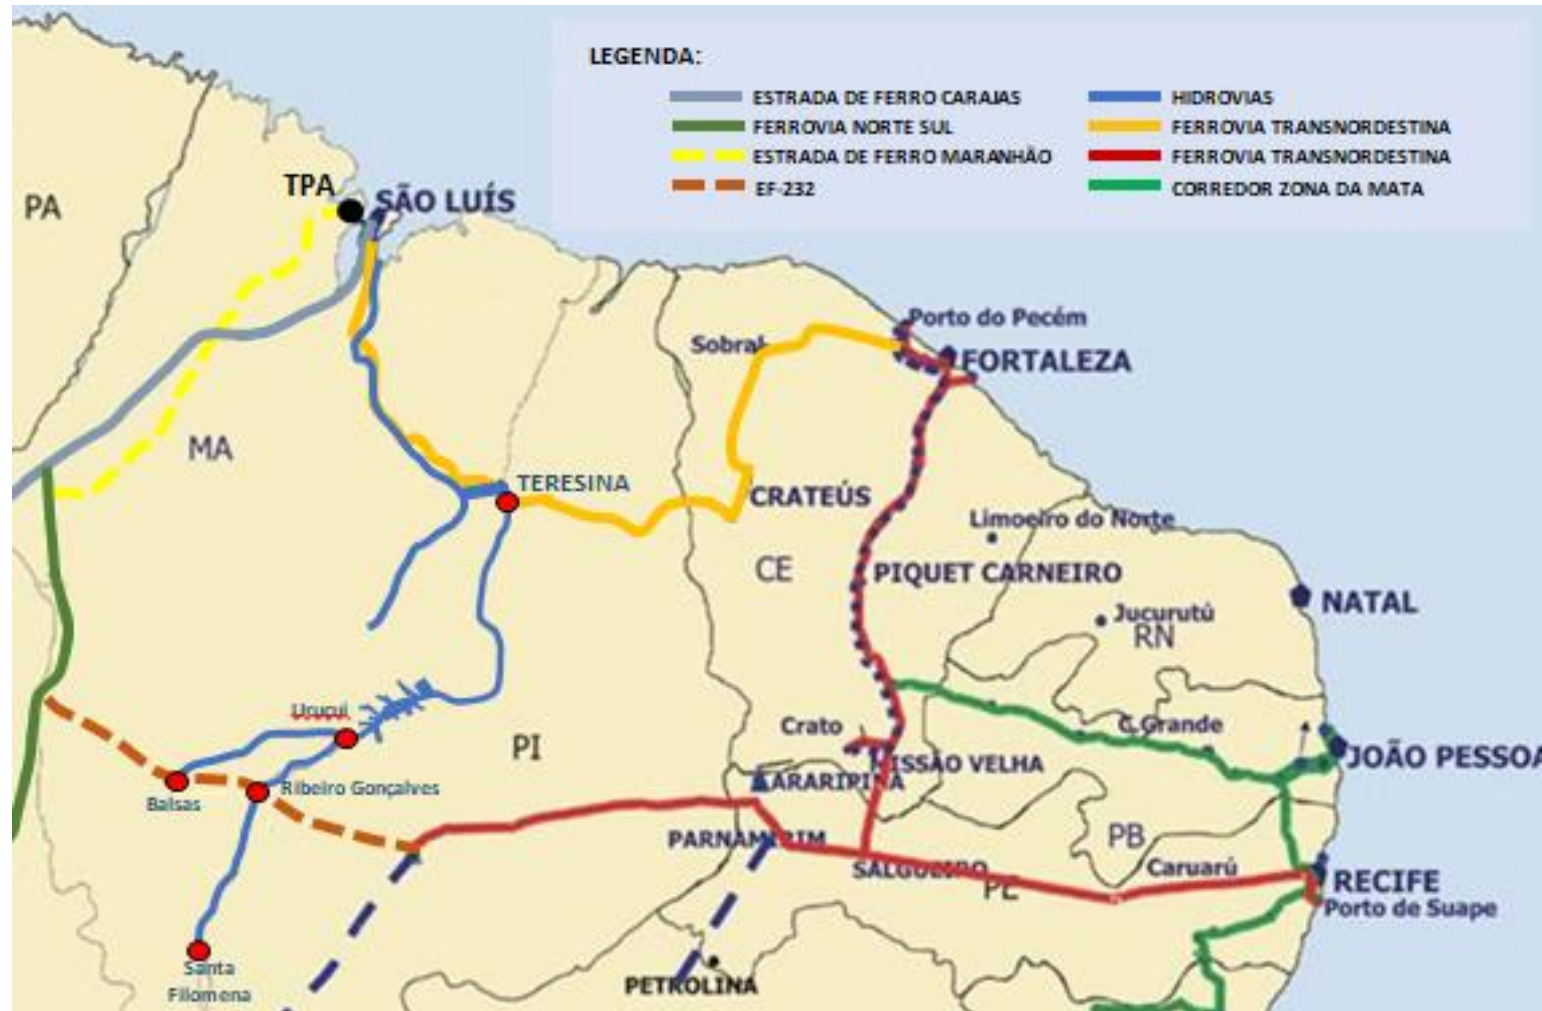 LEGENDA:
ESTRADA DE FERRO CARAJAS
HIDROVIAS
FERROVIA NORTE SUL
FERROVIA TRANSNORDESTINA
ESTRADA DE FERRO MARANHÃO
FERROVIA TRANSNORDESTINA
EF-232
CORREDOR ZONA DA MATA
TPA
SÃO LUÍS
PA
Porto do Pecém
Sobral
FORTALEZA
MA
TERESINA
CRATEÚS
Limoeiro do Norte
CE
PIQUET CARNEIRO
NATAL
Jucurutú
RN
Uruçuí
Crato
C.Grande
PI
JOÃO PESSOA
MISSÃO VELHA
ARARIPINA
Ribeiro Gonçalves
Balsas
PARNAMIRIM
PB
SALGUEIRO
Caruarú
PE
RECIFE
Porto de Suape
Santa
Filomena
PETROLINA